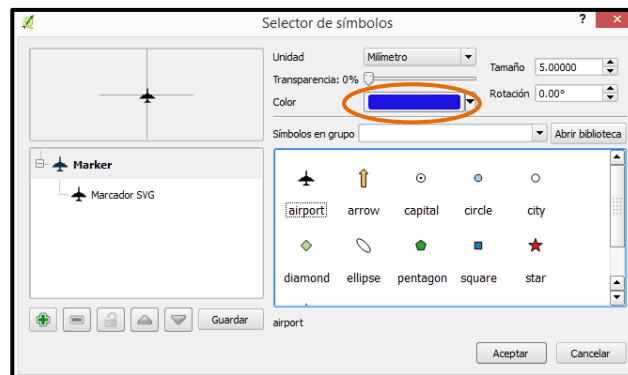 Selector de símbolos
?
Unidad
Milímetro
Tamaño
5.00000
Transparencia: 0%
Rotación
0.00°
Color
Símbolos en grupo
Abrir biblioteca
Marker
Marcador SVG
airport
arrow
capital
circle
city
diamond
ellipse
pentagon
square
star
Guardar
airport
Aceptar
Cancelar